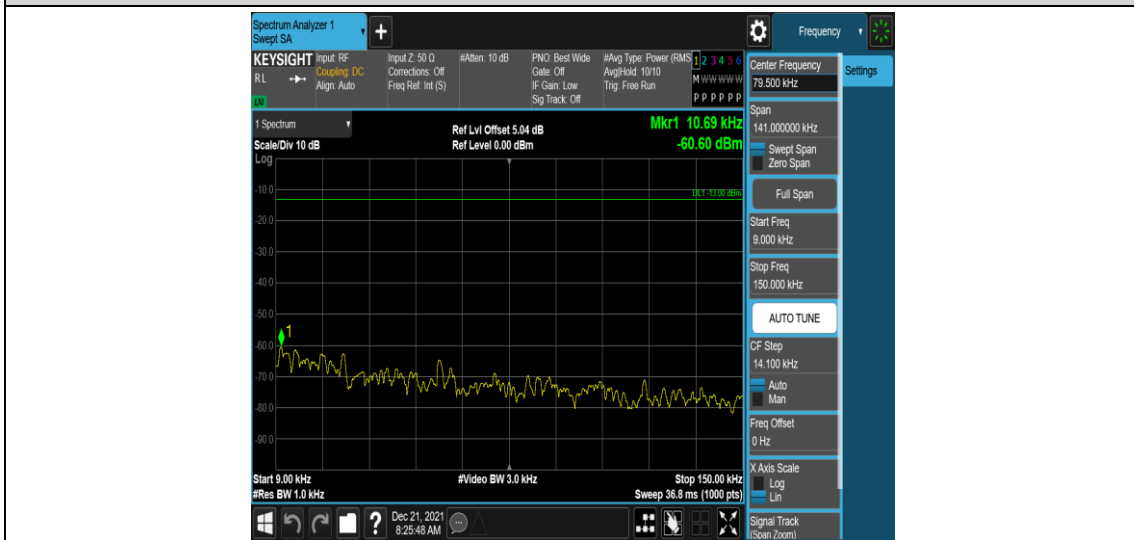 Spectrum Analyzer 1
Swept SA
+
Frequency
KEYSIGHT
RL
LXI
Input: RF
Coupling: DC
Align: Auto
Input Z: 50 Ω
Corrections: Off
Freq Ref: Int (S)
#Atten: 10 dB
PNO: Best Wide
Gate: Off
IF Gain: Low
Sig Track: Off
#Avg Type: Power (RMS
Avg|Hold: 10/10
Trig: Free Run
1 2 3 4 5 6
M W W W W W
P P P P P P
1 Spectrum
Scale/Div 10 dB
Log
Ref Lvl Offset 5.04 dB
Ref Level 0.00 dBm
Mkr1 10.69 kHz
-60.60 dBm
DL1 -13.00 dBm
-10.0
-20.0
-30.0
-40.0
-50.0
-60.0
-70.0
-80.0
-90.0
1
Start 9.00 kHz
#Res BW 1.0 kHz
#Video BW 3.0 kHz
Stop 150.00 kHz
Sweep 36.8 ms (1000 pts)
?
Dec 21, 2021
8:25:48 AM
Center Frequency
79.500 kHz
Settings
Span
141.000000 kHz
Swept Span
Zero Span
Full Span
Start Freq
9.000 kHz
Stop Freq
150.000 kHz
AUTO TUNE
CF Step
14.100 kHz
Auto
Man
Freq Offset
0 Hz
X Axis Scale
Log
Lin
Signal Track
(Span Zoom)